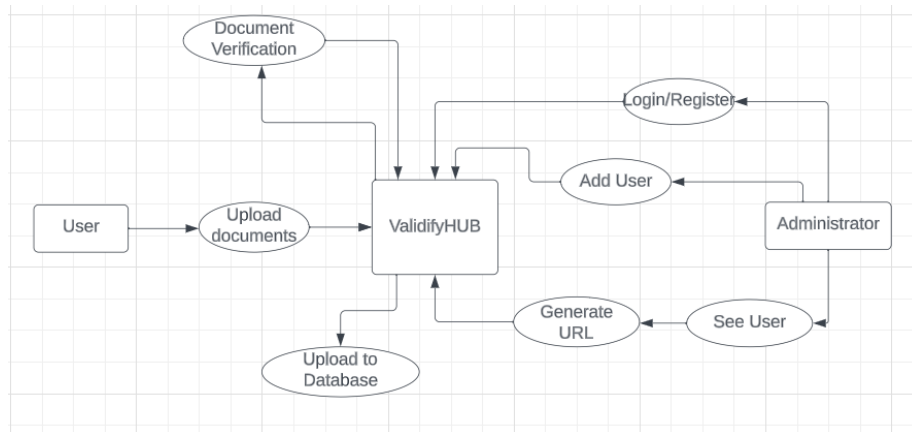 Document
Verification
Login/Register
Add User
User
Upload
documents
ValidifyHUB
Administrator
Generate
URL
See User
Upload to
Database